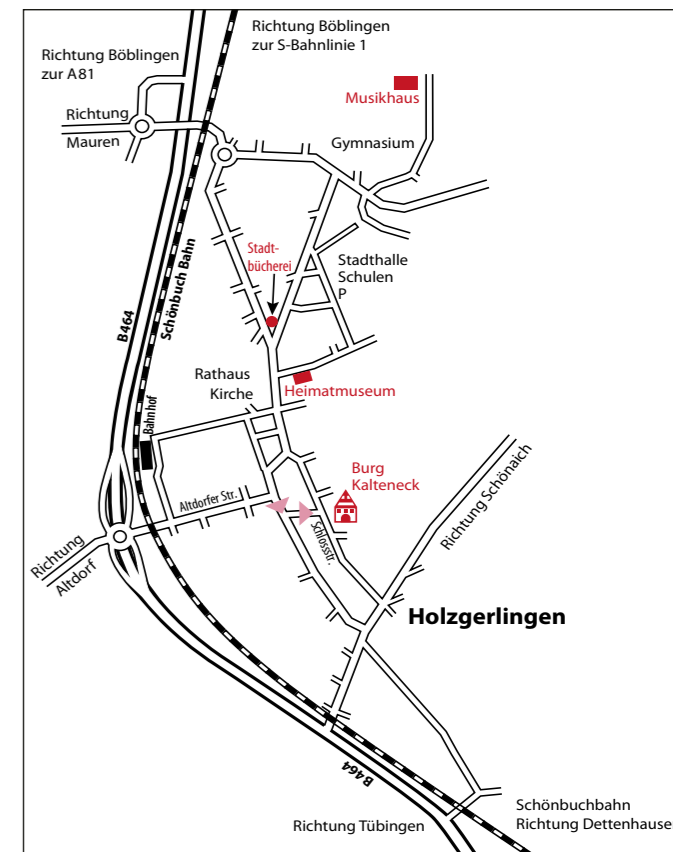 Richtung Böblingen
zur S-Bahnlinie 1
Richtung Böblingen
zur A81
Musikhaus
Richtung
Mauren
Gymnasium
Stadt-
bücherei
Stadthalle
Schulen
P
Schönbuch Bahn
B464
Rathaus
Kirche
Heimatmuseum
Bahnhof
Burg
Kalteneck
Richtung Schönaich
Altdorfer Str.
Schlossstr.
Richtung
Altdorf
Holzgerlingen
B464
Schönbuchbahn
Richtung Dettenhausen
Richtung Tübingen